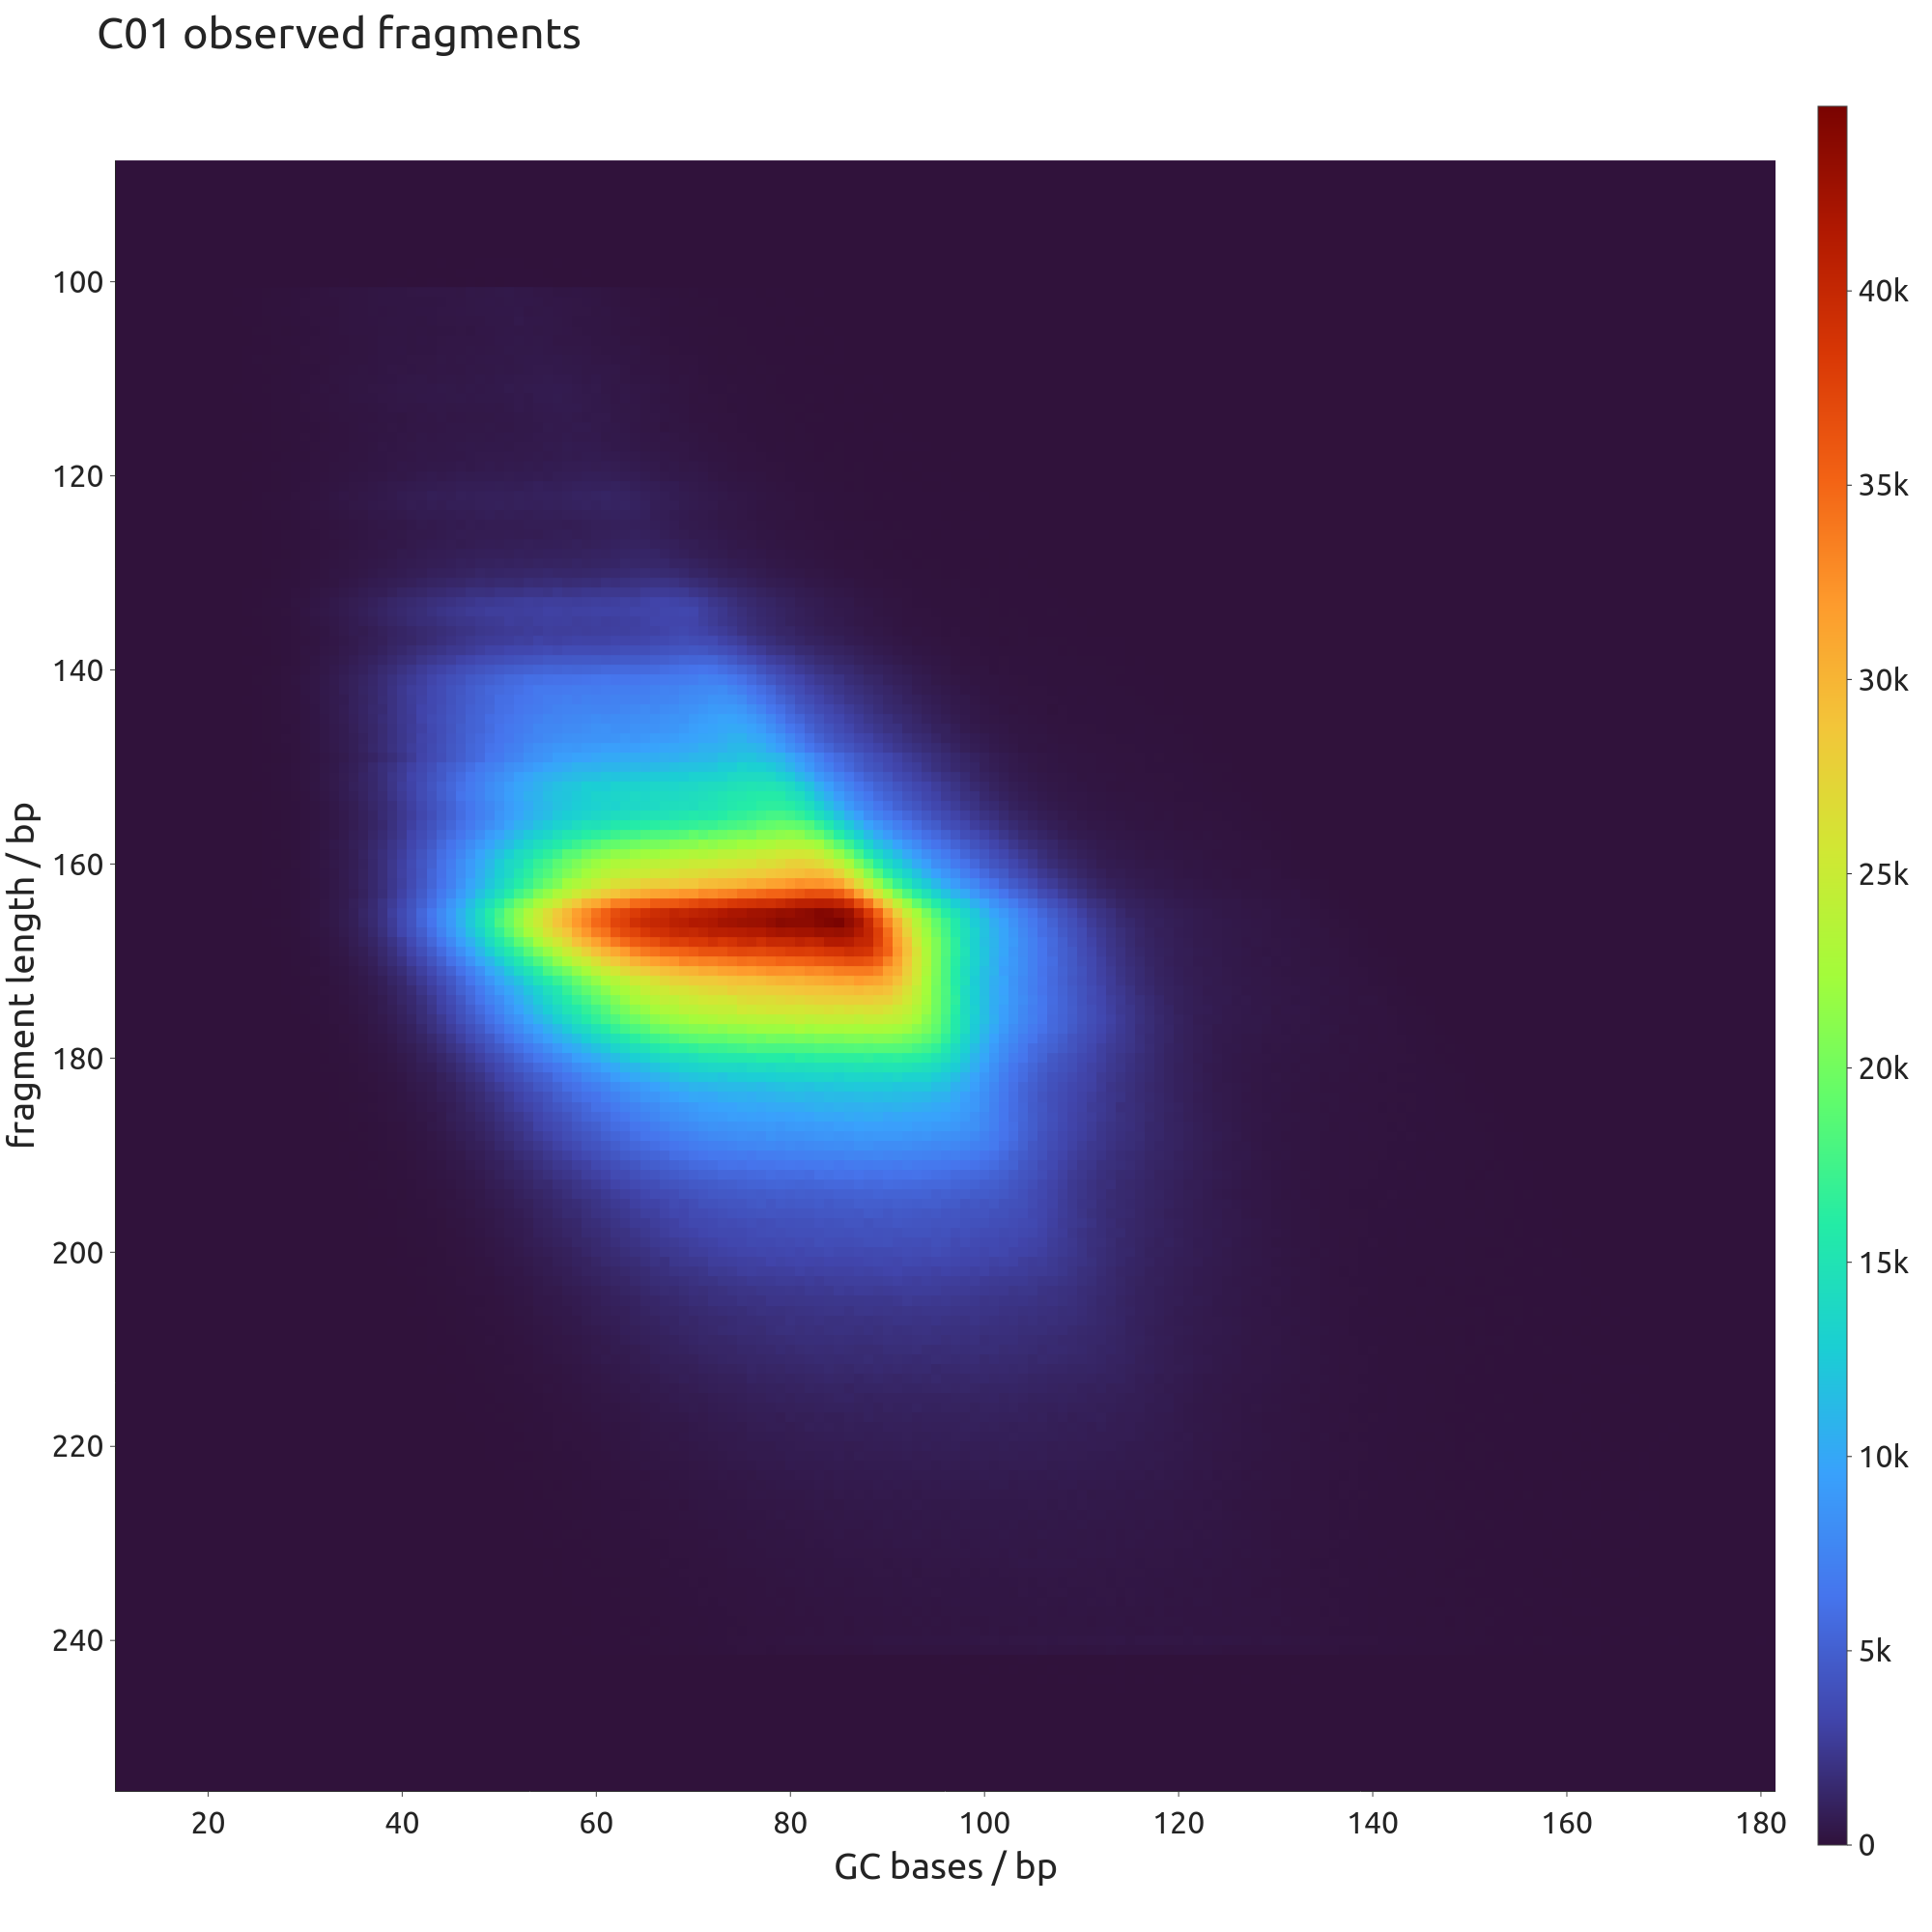 C01 observed fragments
fragment length / bp
100
120
140
160
180
200
220
240
20 40 60 80 100 120 140 160 180
GC bases / bp
40k
35k
30k
25k
20k
15k
10k
5k
0